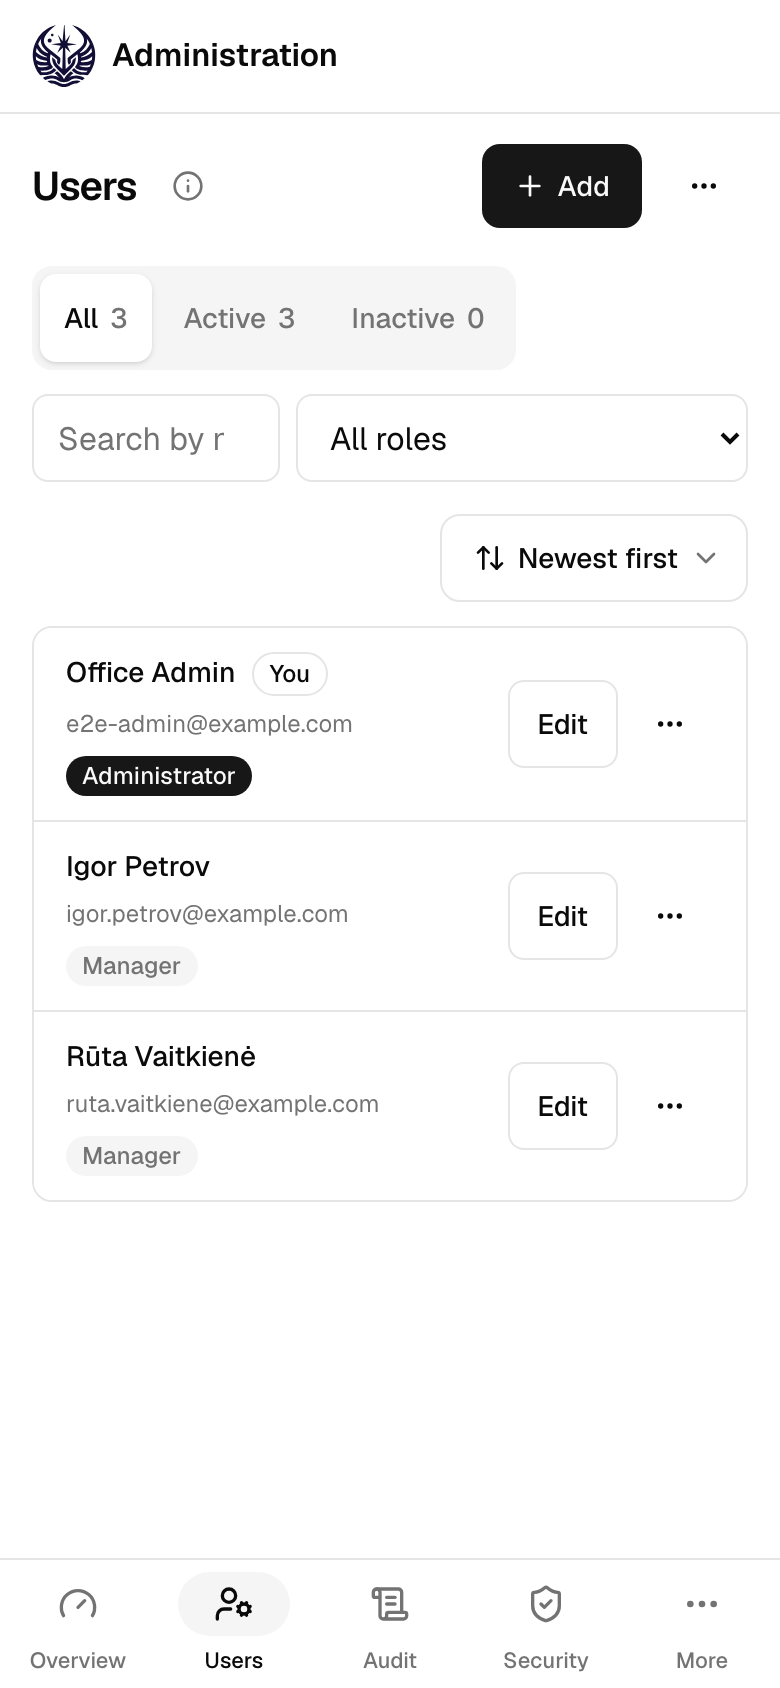 Administration
Users
Add
All 3 Active 3 Inactive 0
Search by r
All roles
Newest first
Office Admin You
e2e-admin@example.com
Administrator
Edit
Igor Petrov
igor.petrov@example.com
Manager
Edit
Rūta Vaitkienė
ruta.vaitkiene@example.com
Manager
Edit
Overview Users Audit Security More